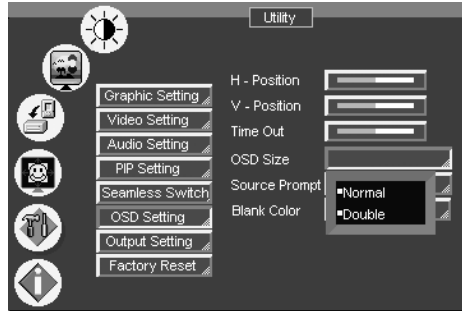 Utility
Graphic Setting
Video Setting
Audio Setting
PIP Setting
Seamless Switch
OSD Setting
Output Setting
Factory Reset
H - Position
V - Position
Time Out
OSD Size
Source Prompt
Blank Color
Normal
Double